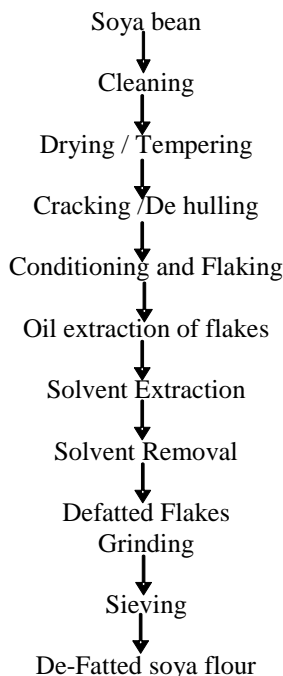 Soya bean
Cleaning
Drying / Tempering
Cracking /De hulling
Conditioning and Flaking
Oil extraction of flakes
Solvent Extraction
Solvent Removal
Defatted Flakes
Grinding
Sieving
De-Fatted soya flour